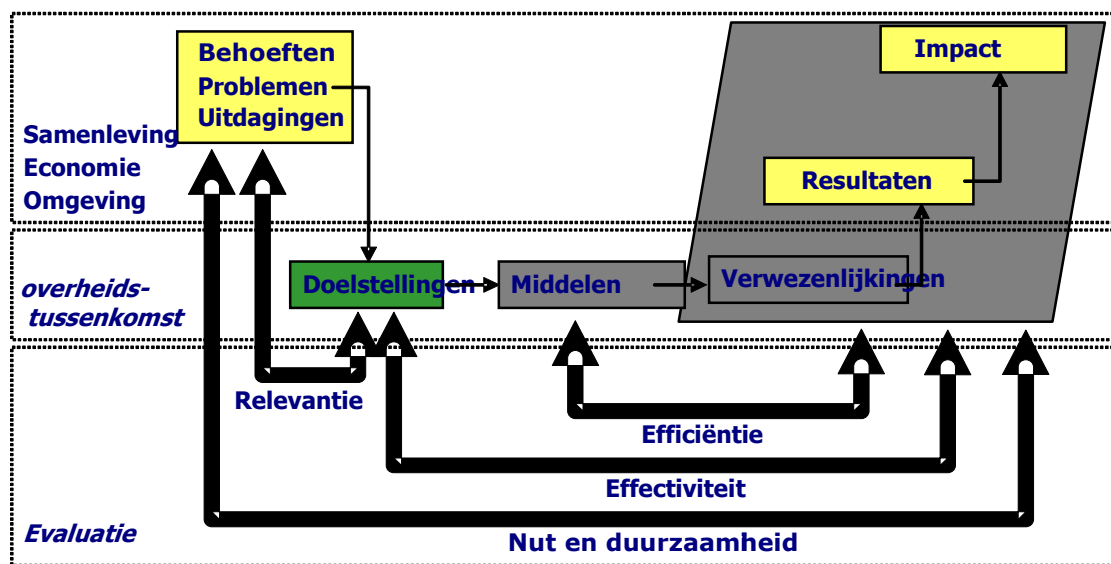 Behoeften
Problemen
Uitdagingen
Impact
Samenleving
Economie
Omgeving
Resultaten
overheids-
tussenkomst
Doelstellingen
Middelen
Verwezenlijkingen
Relevantie
Efficiëntie
Effectiviteit
Evaluatie
Nut en duurzaamheid